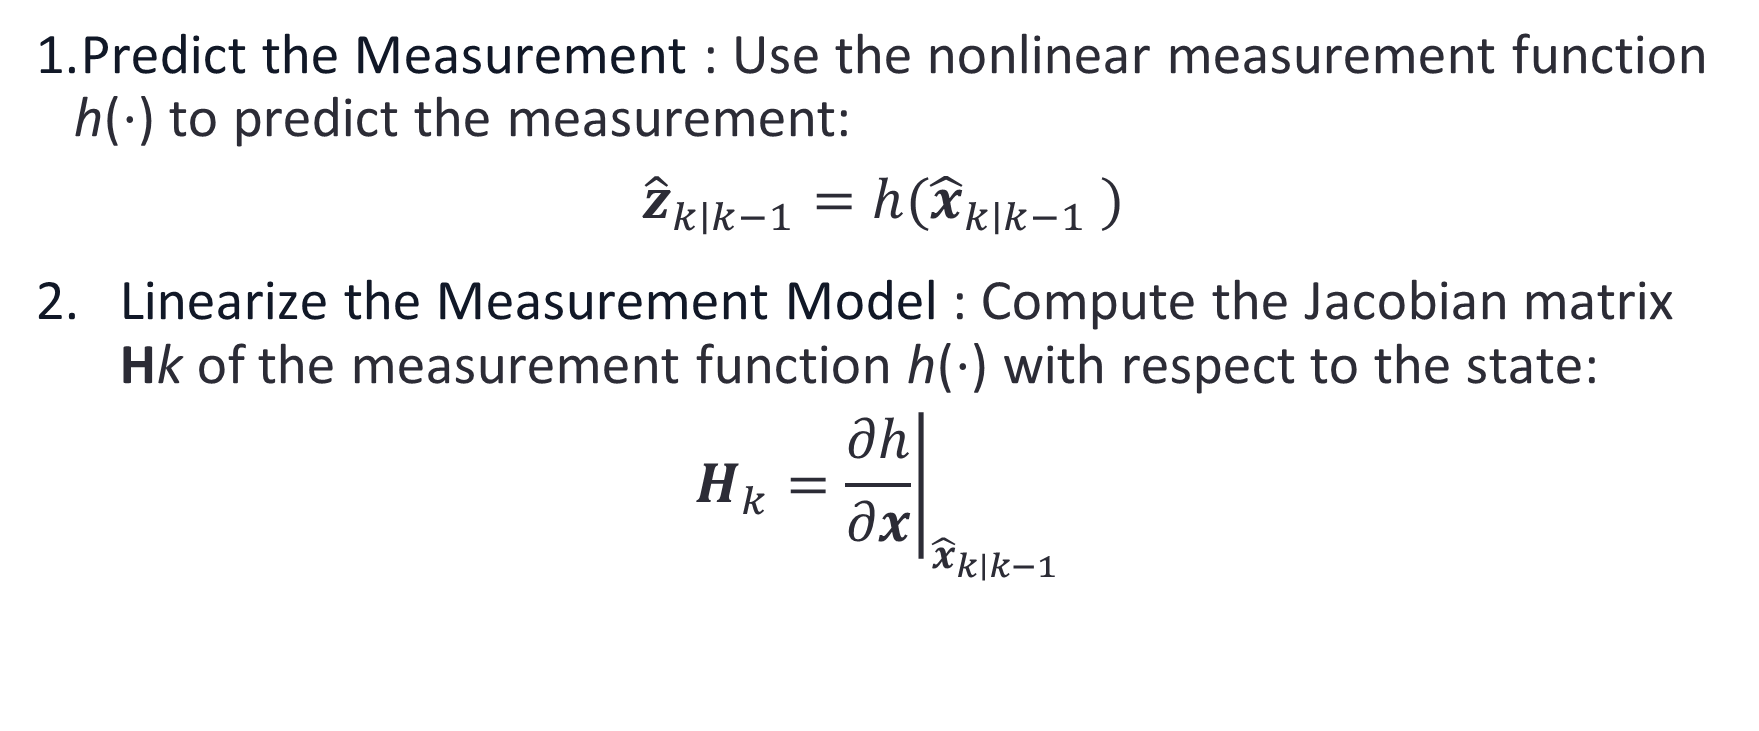 1.Predict the Measurement : Use the nonlinear measurement function
h(·) to predict the measurement:
ẑ_{k|k−1} = h(x̂_{k|k−1} )
2. Linearize the Measurement Model : Compute the Jacobian matrix
Hk of the measurement function h(·) with respect to the state:
H_k = ∂h/∂x |_{x̂_{k|k−1}}